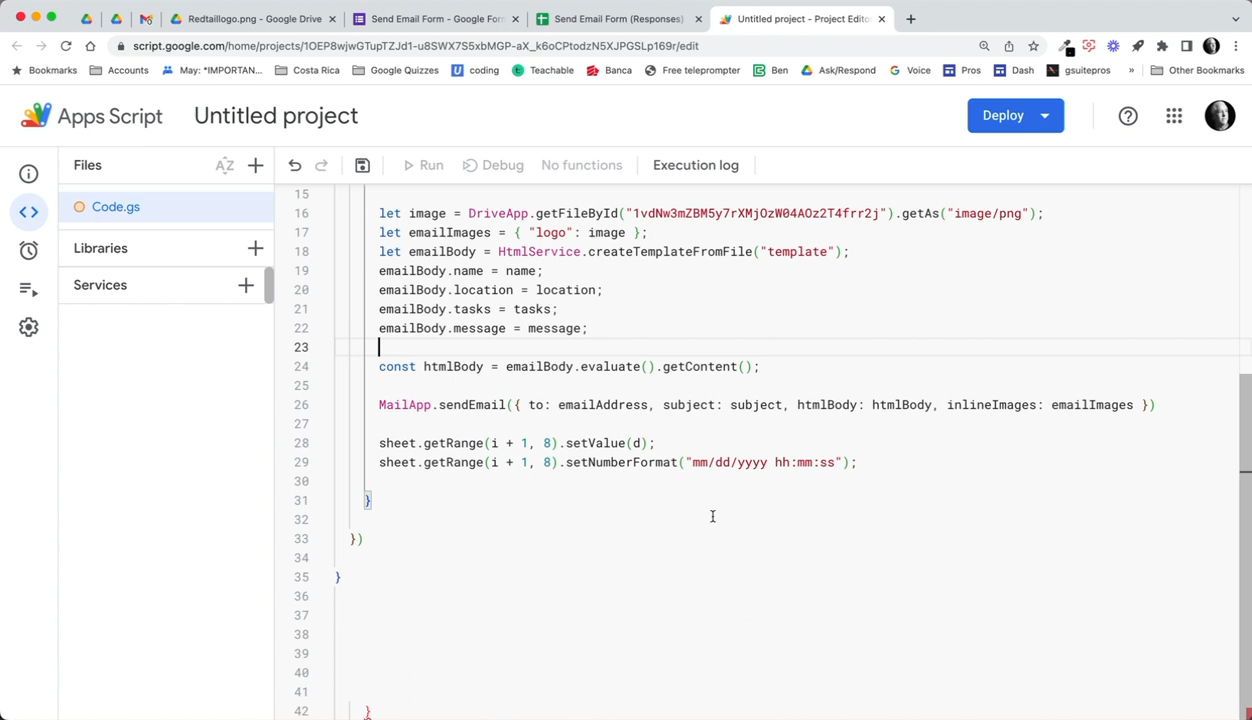 Redtaillogo.png - Google Drive
Send Email Form - Google For
Send Email Form (Responses)
Untitled project - Project Edito
script.google.com/home/projects/1OEP8wjwGTupTZJd1-u8SWX7S5xbMGP-aX_k6oCPtodzN5XJPGSLp169r/edit
Bookmarks
Accounts
May: *IMPORTAN...
Costa Rica
Google Quizzes
coding
Teachable
Banca
Free teleprompter
Ben
Ask/Respond
Voice
Pros
Dash
gsuitepros
»
Other Bookmarks
Apps Script
Untitled project
Deploy
Files
AZ
Run
Debug
No functions
Execution log
Code.gs
Libraries
Services
15
16 let image = DriveApp.getFileById("1vdNw3mZBM5y7rXMjOzW04AOz2T4frr2j").getAs("image/png");
17 let emailImages = { "logo": image };
18 let emailBody = HtmlService.createTemplateFromFile("template");
19 emailBody.name = name;
20 emailBody.location = location;
21 emailBody.tasks = tasks;
22 emailBody.message = message;
23
24 const htmlBody = emailBody.evaluate().getContent();
25
26 MailApp.sendEmail({ to: emailAddress, subject: subject, htmlBody: htmlBody, inlineImages: emailImages })
27
28 sheet.getRange(i + 1, 8).setValue(d);
29 sheet.getRange(i + 1, 8).setNumberFormat("mm/dd/yyyy hh:mm:ss");
30
31 }
32
33 })
34
35 }
36
37
38
39
40
41
42 }